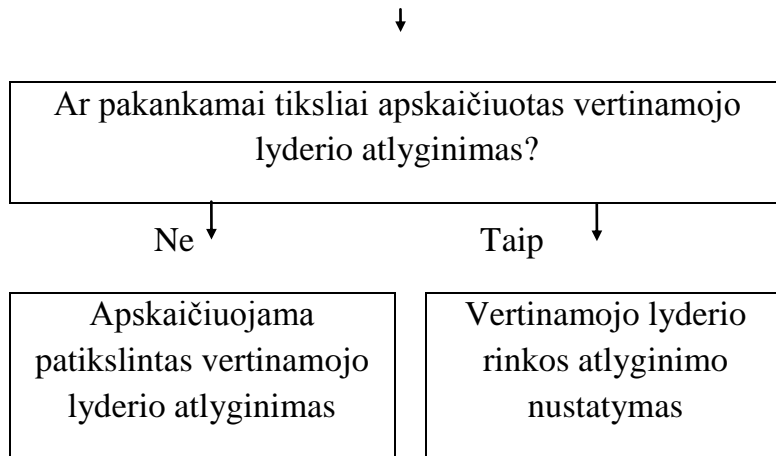 Ar pakankamai tiksliai apskaičiuotas vertinamojo
lyderio atlyginimas?
Ne
Taip
Apskaičiuojama
patikslintas vertinamojo
lyderio atlyginimas
Vertinamojo lyderio
rinkos atlyginimo
nustatymas